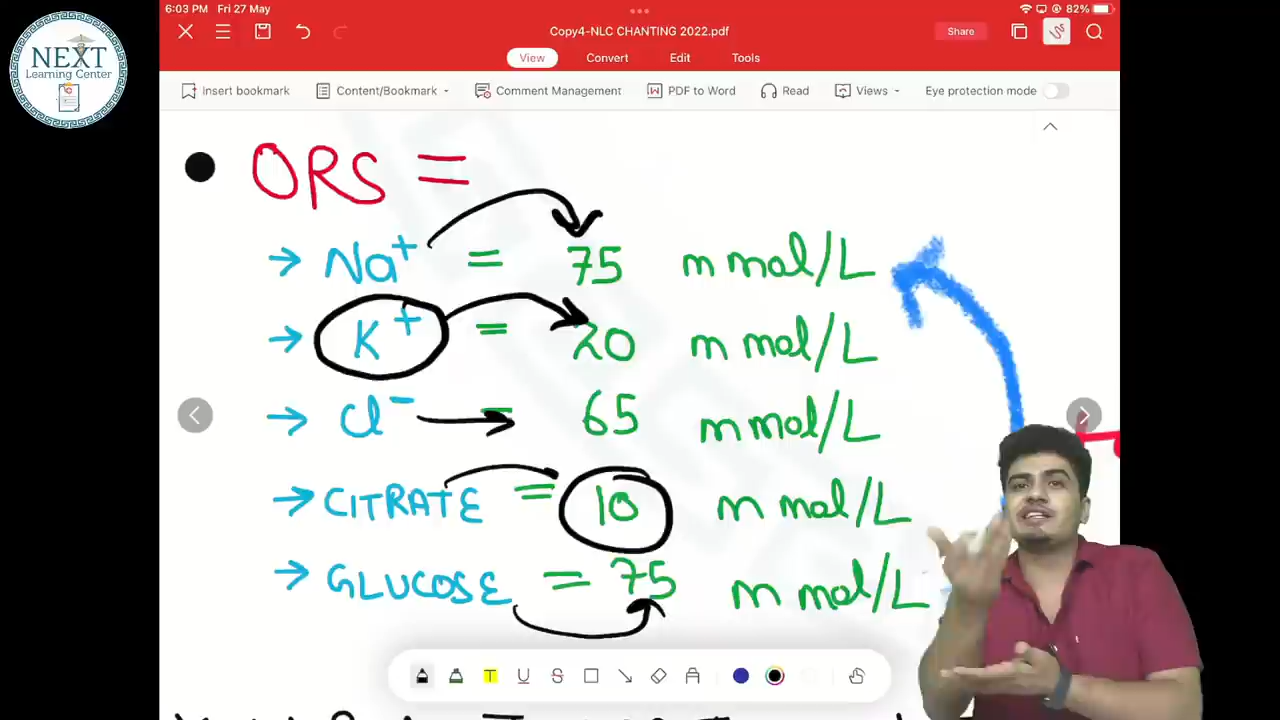 6:03 PM Fri 27 May
82%
NEXT
Learning Center
Copy4-NLC CHANTING 2022.pdf
Share
View Convert Edit Tools
Insert bookmark Content/Bookmark Comment Management PDF to Word Read Views Eye protection mode
ORS =
→ Na+ = 75 m mol/L
→ K+ = 20 m mol/L
→ Cl- = 65 m mol/L
→ CITRATE = 10 m mol/L
→ GLUCOSE = 75 m mol/L
T U S